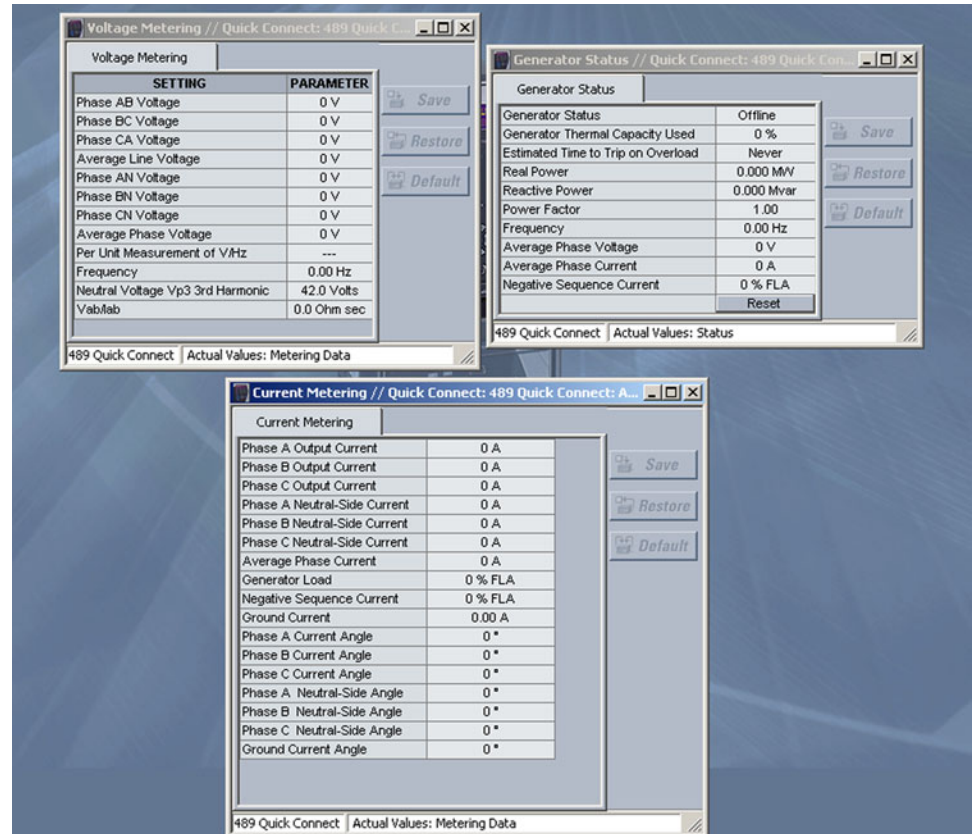 Voltage Metering // Quick Connect: 489 Quick C...
Voltage Metering
SETTING PARAMETER
Phase AB Voltage 0 V
Phase BC Voltage 0 V
Phase CA Voltage 0 V
Average Line Voltage 0 V
Phase AN Voltage 0 V
Phase BN Voltage 0 V
Phase CN Voltage 0 V
Average Phase Voltage 0 V
Per Unit Measurement of V/Hz ---
Frequency 0.00 Hz
Neutral Voltage Vp3 3rd Harmonic 42.0 Volts
Vab/Iab 0.0 Ohm sec
Save
Restore
Default
489 Quick Connect Actual Values: Metering Data
Generator Status // Quick Connect: 489 Quick Con...
Generator Status
Generator Status Offline
Generator Thermal Capacity Used 0 %
Estimated Time to Trip on Overload Never
Real Power 0.000 MW
Reactive Power 0.000 Mvar
Power Factor 1.00
Frequency 0.00 Hz
Average Phase Voltage 0 V
Average Phase Current 0 A
Negative Sequence Current 0 % FLA
Reset
Save
Restore
Default
489 Quick Connect Actual Values: Status
Current Metering // Quick Connect: 489 Quick Connect: A...
Current Metering
Phase A Output Current 0 A
Phase B Output Current 0 A
Phase C Output Current 0 A
Phase A Neutral-Side Current 0 A
Phase B Neutral-Side Current 0 A
Phase C Neutral-Side Current 0 A
Average Phase Current 0 A
Generator Load 0 % FLA
Negative Sequence Current 0 % FLA
Ground Current 0.00 A
Phase A Current Angle 0 °
Phase B Current Angle 0 °
Phase C Current Angle 0 °
Phase A Neutral-Side Angle 0 °
Phase B Neutral-Side Angle 0 °
Phase C Neutral-Side Angle 0 °
Ground Current Angle 0 °
Save
Restore
Default
489 Quick Connect Actual Values: Metering Data